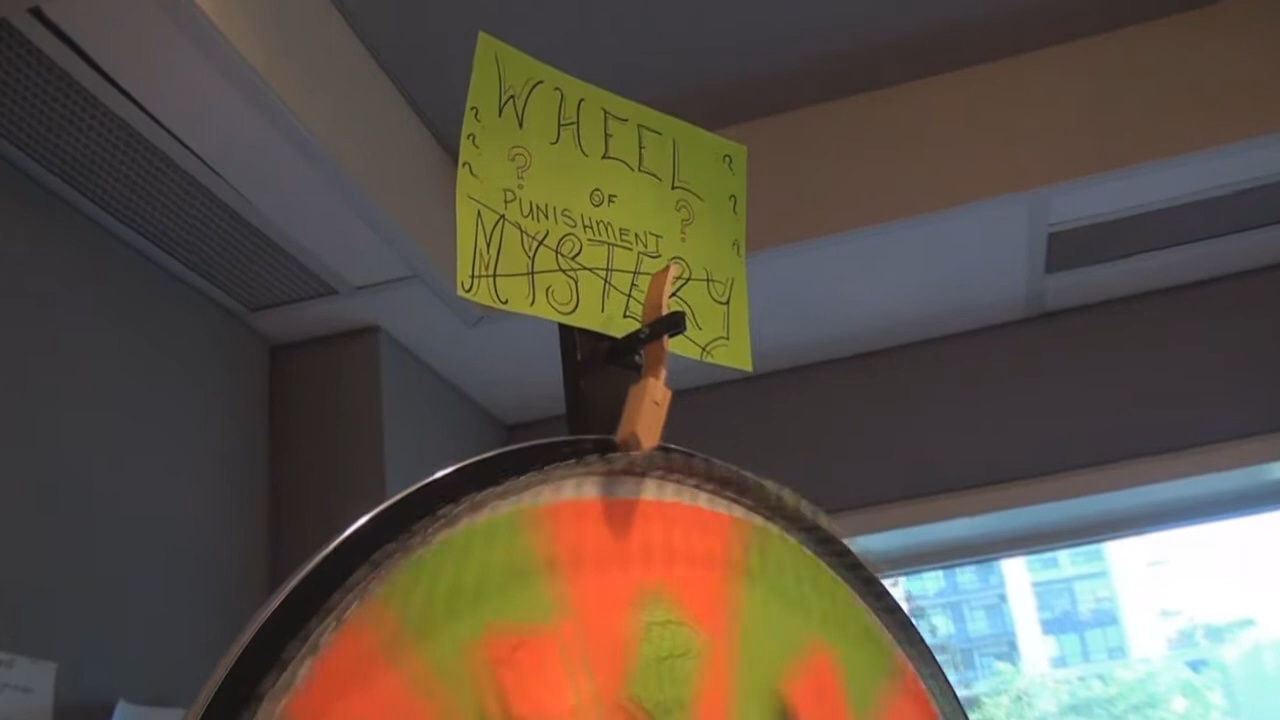 WHEEL
? ?
? ?
? ? ?
OF
PUNISHMENT ?
MYSTERY